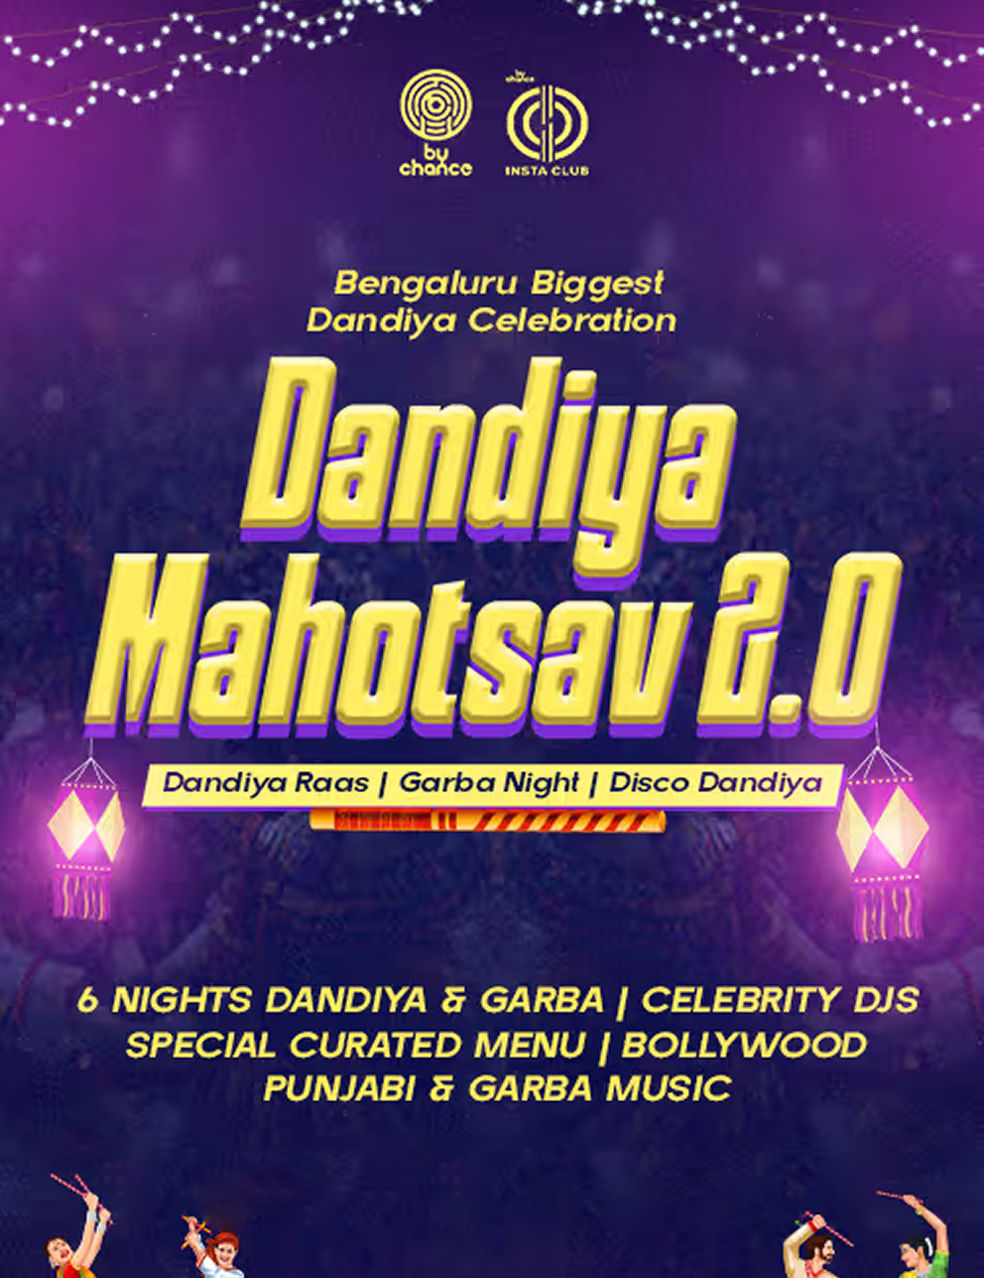 by
chance
by
chance
INSTA CLUB
Bengaluru Biggest
Dandiya Celebration
Dandiya
Mahotsav 2.0
Dandiya Raas | Garba Night | Disco Dandiya
6 NIGHTS DANDIYA & GARBA | CELEBRITY DJS
SPECIAL CURATED MENU | BOLLYWOOD
PUNJABI & GARBA MUSIC